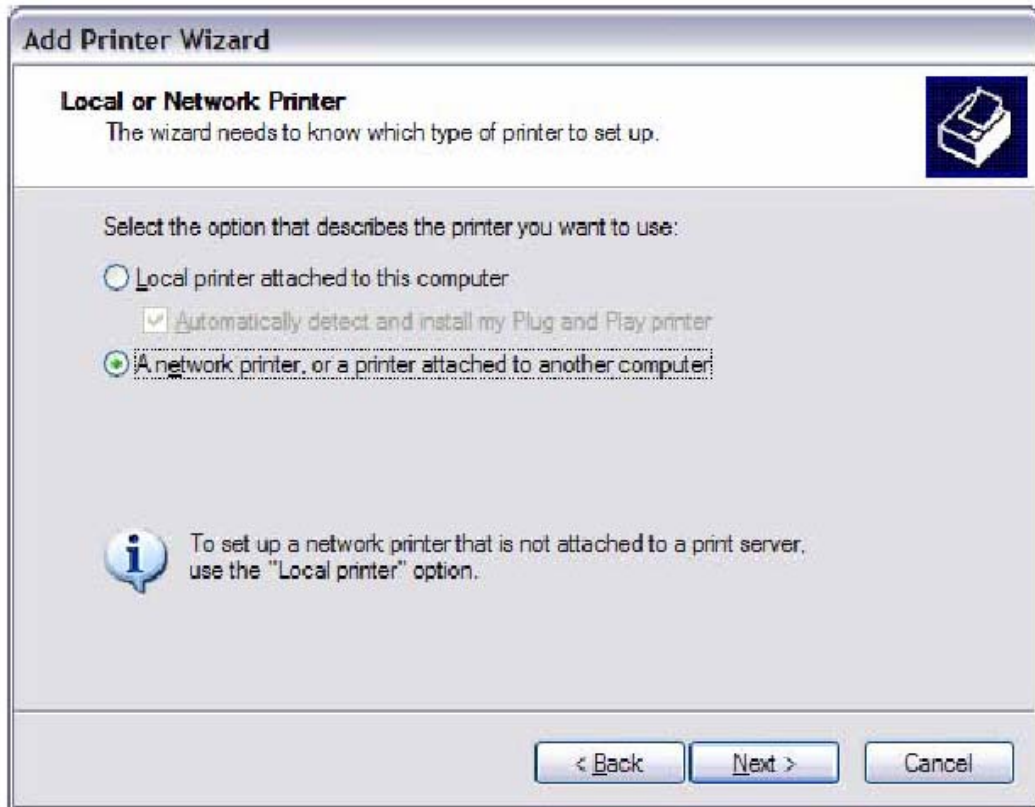 Add Printer Wizard
Local or Network Printer
The wizard needs to know which type of printer to set up.
Select the option that describes the printer you want to use:
Local printer attached to this computer
Automatically detect and install my Plug and Play printer
A network printer, or a printer attached to another computer
To set up a network printer that is not attached to a print server,
use the "Local printer" option.
< Back
Next >
Cancel